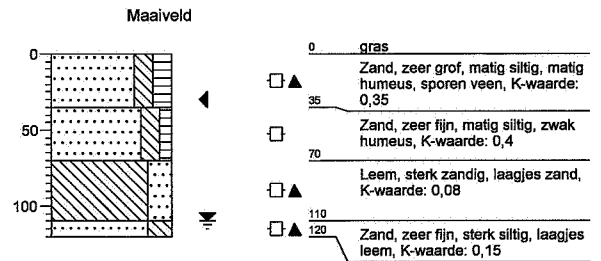 Maaiveld
0
50
100
0 gras
Zand, zeer grof, matig siltig, matig
humeus, sporen veen, K-waarde:
0,35
35
Zand, zeer fijn, matig siltig, zwak
humeus, K-waarde: 0,4
70
Leem, sterk zandig, laagjes zand,
K-waarde: 0,08
110
120
Zand, zeer fijn, sterk siltig, laagjes
leem, K-waarde: 0,15